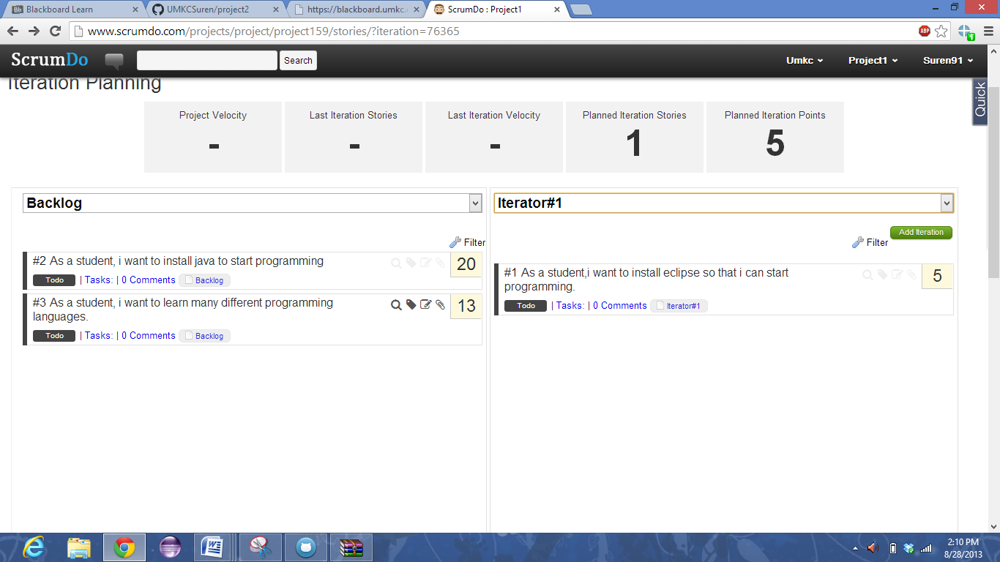 Blackboard Learn
UMKCSuren/project2
https://blackboard.umkc.
ScrumDo : Project1
www.scrumdo.com/projects/project/project159/stories/?iteration=76365
ABP
1
ScrumDo
Search
Umkc
Project1
Suren91
Iteration Planning
Quick
Project Velocity
-
Last Iteration Stories
-
Last Iteration Velocity
-
Planned Iteration Stories
1
Planned Iteration Points
5
Backlog
Filter
#2 As a student, i want to install java to start programming
20
Todo | Tasks: | 0 Comments Backlog
#3 As a student, i want to learn many different programming
languages.
13
Todo | Tasks: | 0 Comments Backlog
Iterator#1
Add Iteration
Filter
#1 As a student,i want to install eclipse so that i can start
programming.
5
Todo | Tasks: | 0 Comments Iterator#1
2:10 PM
8/28/2013